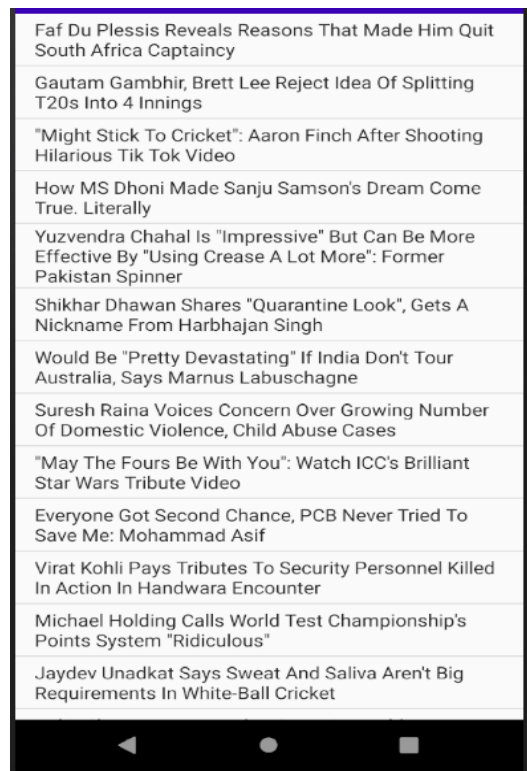 Faf Du Plessis Reveals Reasons That Made Him Quit
South Africa Captaincy
Gautam Gambhir, Brett Lee Reject Idea Of Splitting
T20s Into 4 Innings
"Might Stick To Cricket": Aaron Finch After Shooting
Hilarious Tik Tok Video
How MS Dhoni Made Sanju Samson's Dream Come
True. Literally
Yuzvendra Chahal Is "Impressive" But Can Be More
Effective By "Using Crease A Lot More": Former
Pakistan Spinner
Shikhar Dhawan Shares "Quarantine Look", Gets A
Nickname From Harbhajan Singh
Would Be "Pretty Devastating" If India Don't Tour
Australia, Says Marnus Labuschagne
Suresh Raina Voices Concern Over Growing Number
Of Domestic Violence, Child Abuse Cases
"May The Fours Be With You": Watch ICC's Brilliant
Star Wars Tribute Video
Everyone Got Second Chance, PCB Never Tried To
Save Me: Mohammad Asif
Virat Kohli Pays Tributes To Security Personnel Killed
In Action In Handwara Encounter
Michael Holding Calls World Test Championship's
Points System "Ridiculous"
Jaydev Unadkat Says Sweat And Saliva Aren't Big
Requirements In White-Ball Cricket